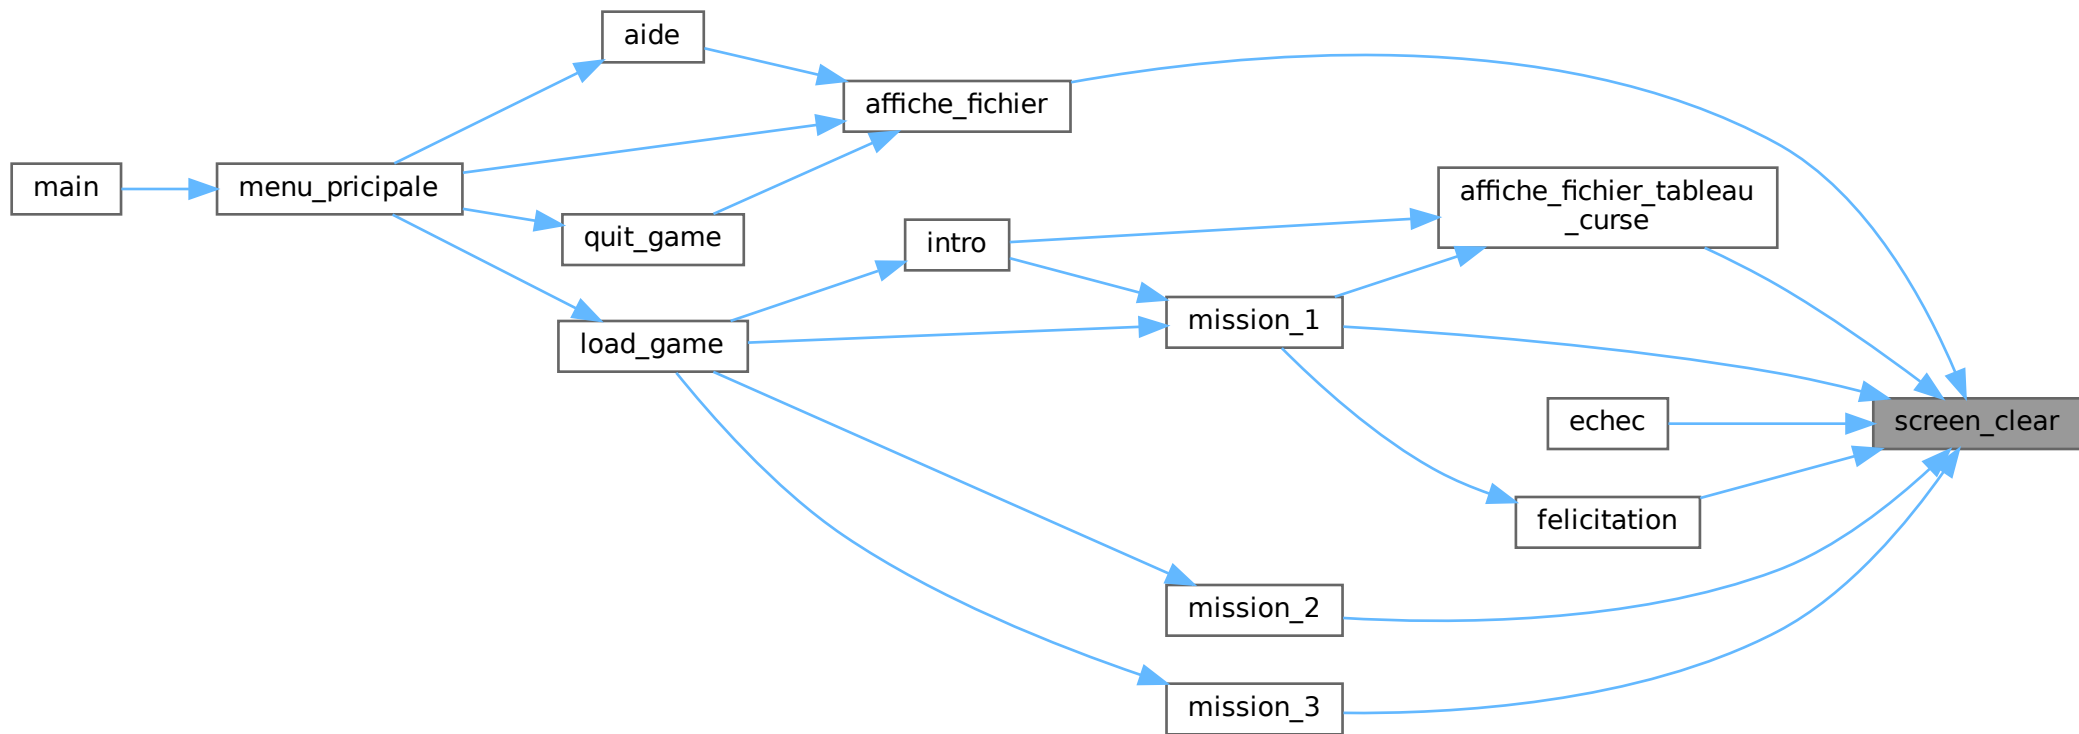 aide
affiche_fichier
main
menu_pricipale
quit_game
intro
affiche_fichier_tableau
_curse
load_game
mission_1
echec
screen_clear
felicitation
mission_2
mission_3